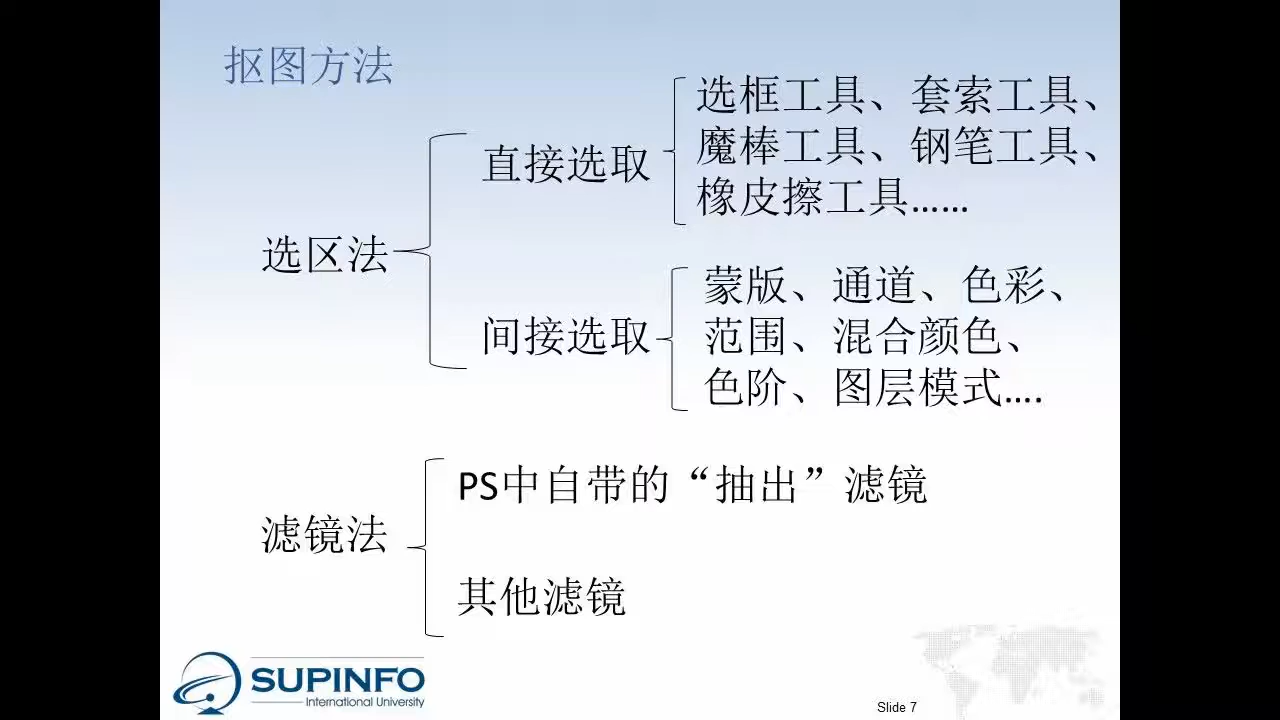 抠图方法
选区法
直接选取
选框工具、套索工具、
魔棒工具、钢笔工具、
橡皮擦工具……
间接选取
蒙版、通道、色彩、
范围、混合颜色、
色阶、图层模式….
滤镜法
PS中自带的“抽出”滤镜
其他滤镜
SUPINFO
International University
Slide 7